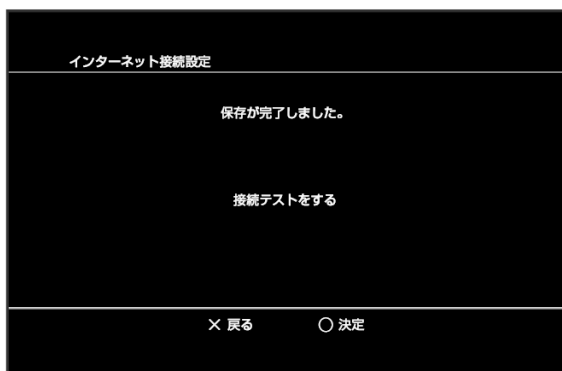 インターネット接続設定
保存が完了しました。
接続テストをする
× 戻る ○ 決定